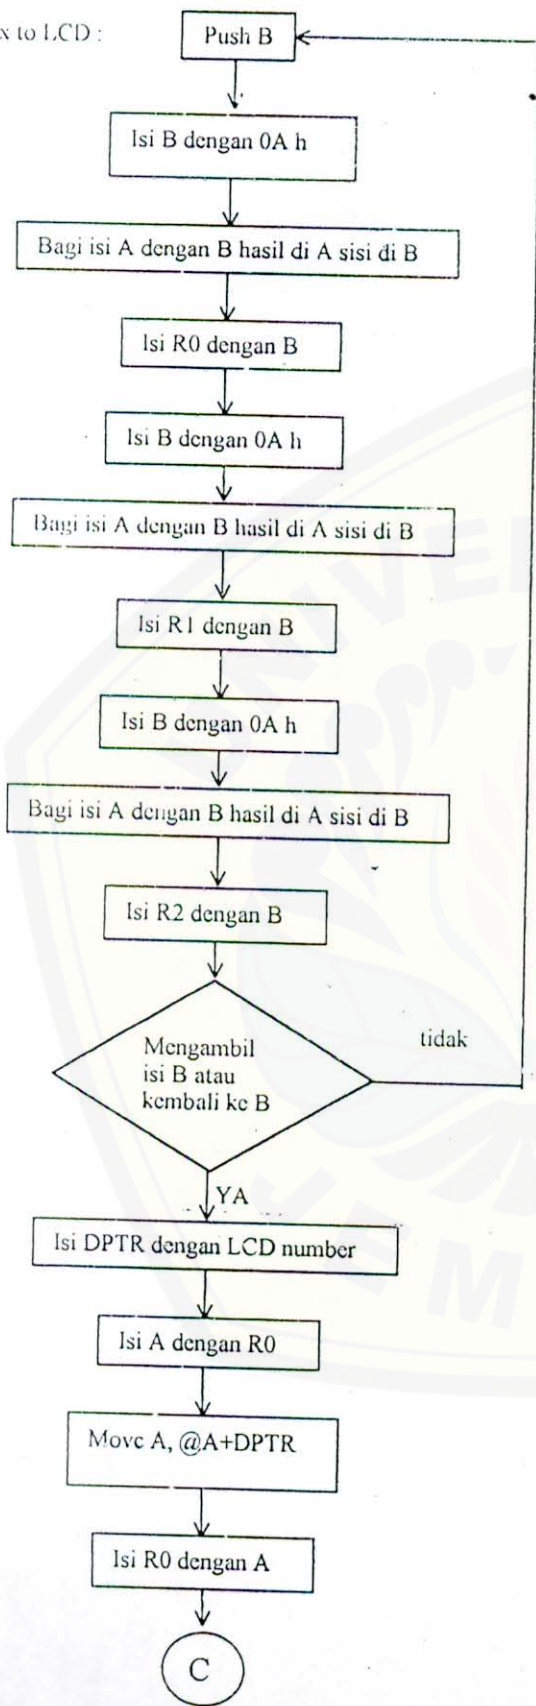 x to LCD :
Push B
Isi B dengan 0A h
Bagi isi A dengan B hasil di A sisi di B
Isi R0 dengan B
Isi B dengan 0A h
Bagi isi A dengan B hasil di A sisi di B
Isi R1 dengan B
Isi B dengan 0A h
Bagi isi A dengan B hasil di A sisi di B
Isi R2 dengan B
Mengambil
isi B atau
kembali ke B
tidak
YA
Isi DPTR dengan LCD number
Isi A dengan R0
Move A, @A+DPTR
Isi R0 dengan A
C
UNIVE
JEM